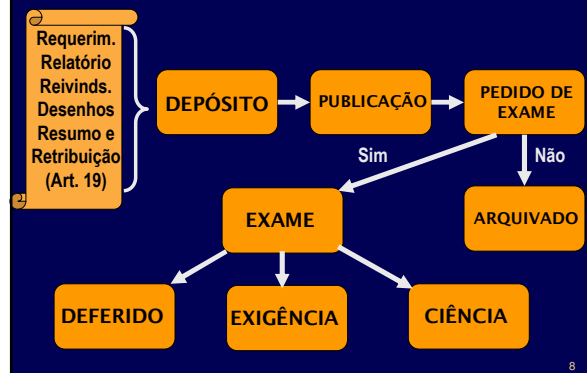 Requerim.
Relatório
Reivinds.
Desenhos
Resumo e
Retribuição
(Art. 19)
DEPÓSITO
PUBLICAÇÃO
PEDIDO DE
EXAME
Sim
Não
EXAME
ARQUIVADO
DEFERIDO
EXIGÊNCIA
CIÊNCIA
8